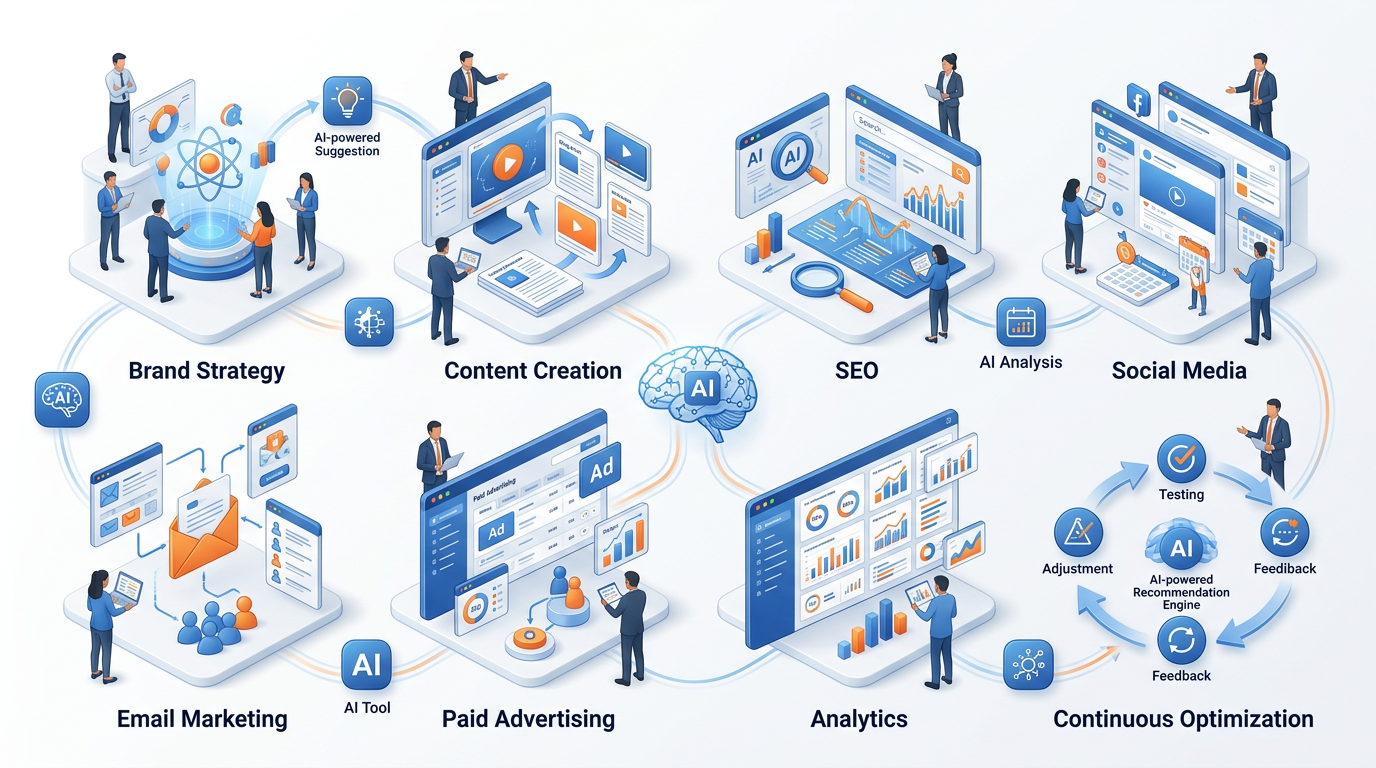 AI-powered
Suggestion
AI
AI
Search...
Brand Strategy
Content Creation
SEO
AI Analysis
Social Media
AI
AI
Paid Advertising
Ad
Ad
Testing
Adjustment
AI
AI-powered
Recommendation
Engine
Feedback
Feedback
AI
AI Tool
Email Marketing
Paid Advertising
Analytics
Continuous Optimization